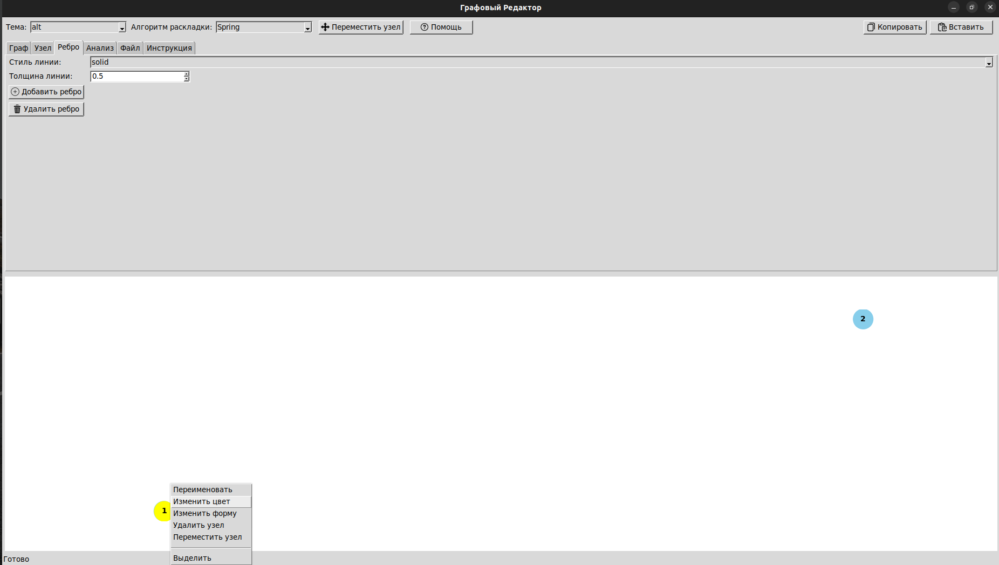 Графовый Редактор
Тема: alt Алгоритм раскладки: Spring Переместить узел Помощь Копировать Вставить
Граф Узел Ребро Анализ Файл Инструкция
Стиль линии: solid
Толщина линии: 0.5
Добавить ребро
Удалить ребро
2
Переименовать
Изменить цвет
1
Изменить форму
Удалить узел
Переместить узел
Выделить
Готово